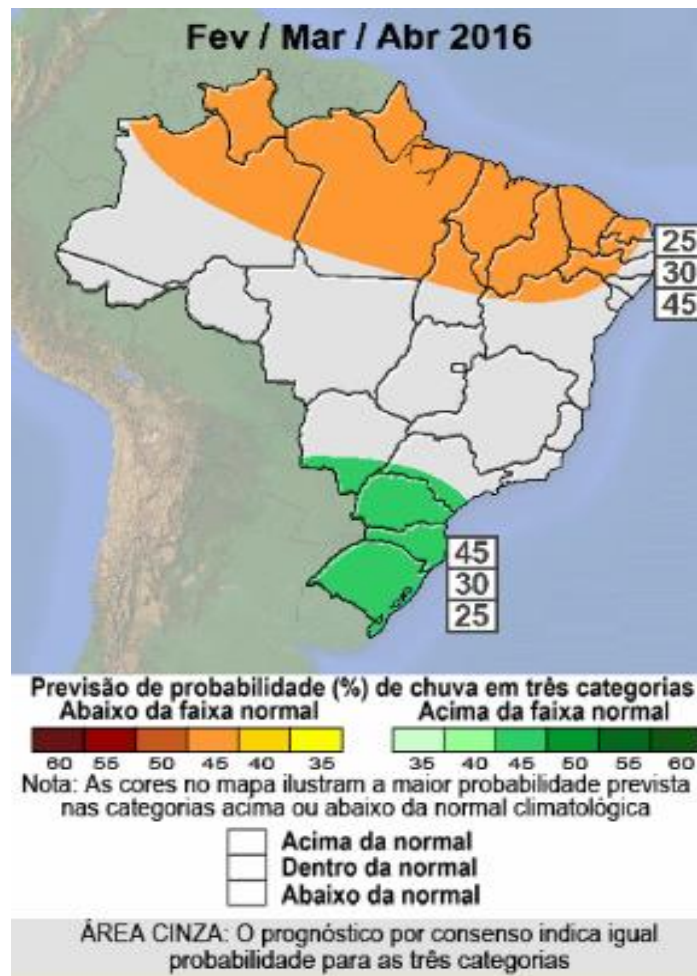 Fev / Mar / Abr 2016
25
30
45
45
30
25
Previsão de probabilidade (%) de chuva em três categorias
Abaixo da faixa normal Acima da faixa normal
60 55 50 45 40 35 35 40 45 50 55 60
Nota: As cores no mapa ilustram a maior probabilidade prevista
nas categorias acima ou abaixo da normal climatológica
Acima da normal
Dentro da normal
Abaixo da normal
ÁREA CINZA: O prognóstico por consenso indica igual
probabilidade para as três categorias